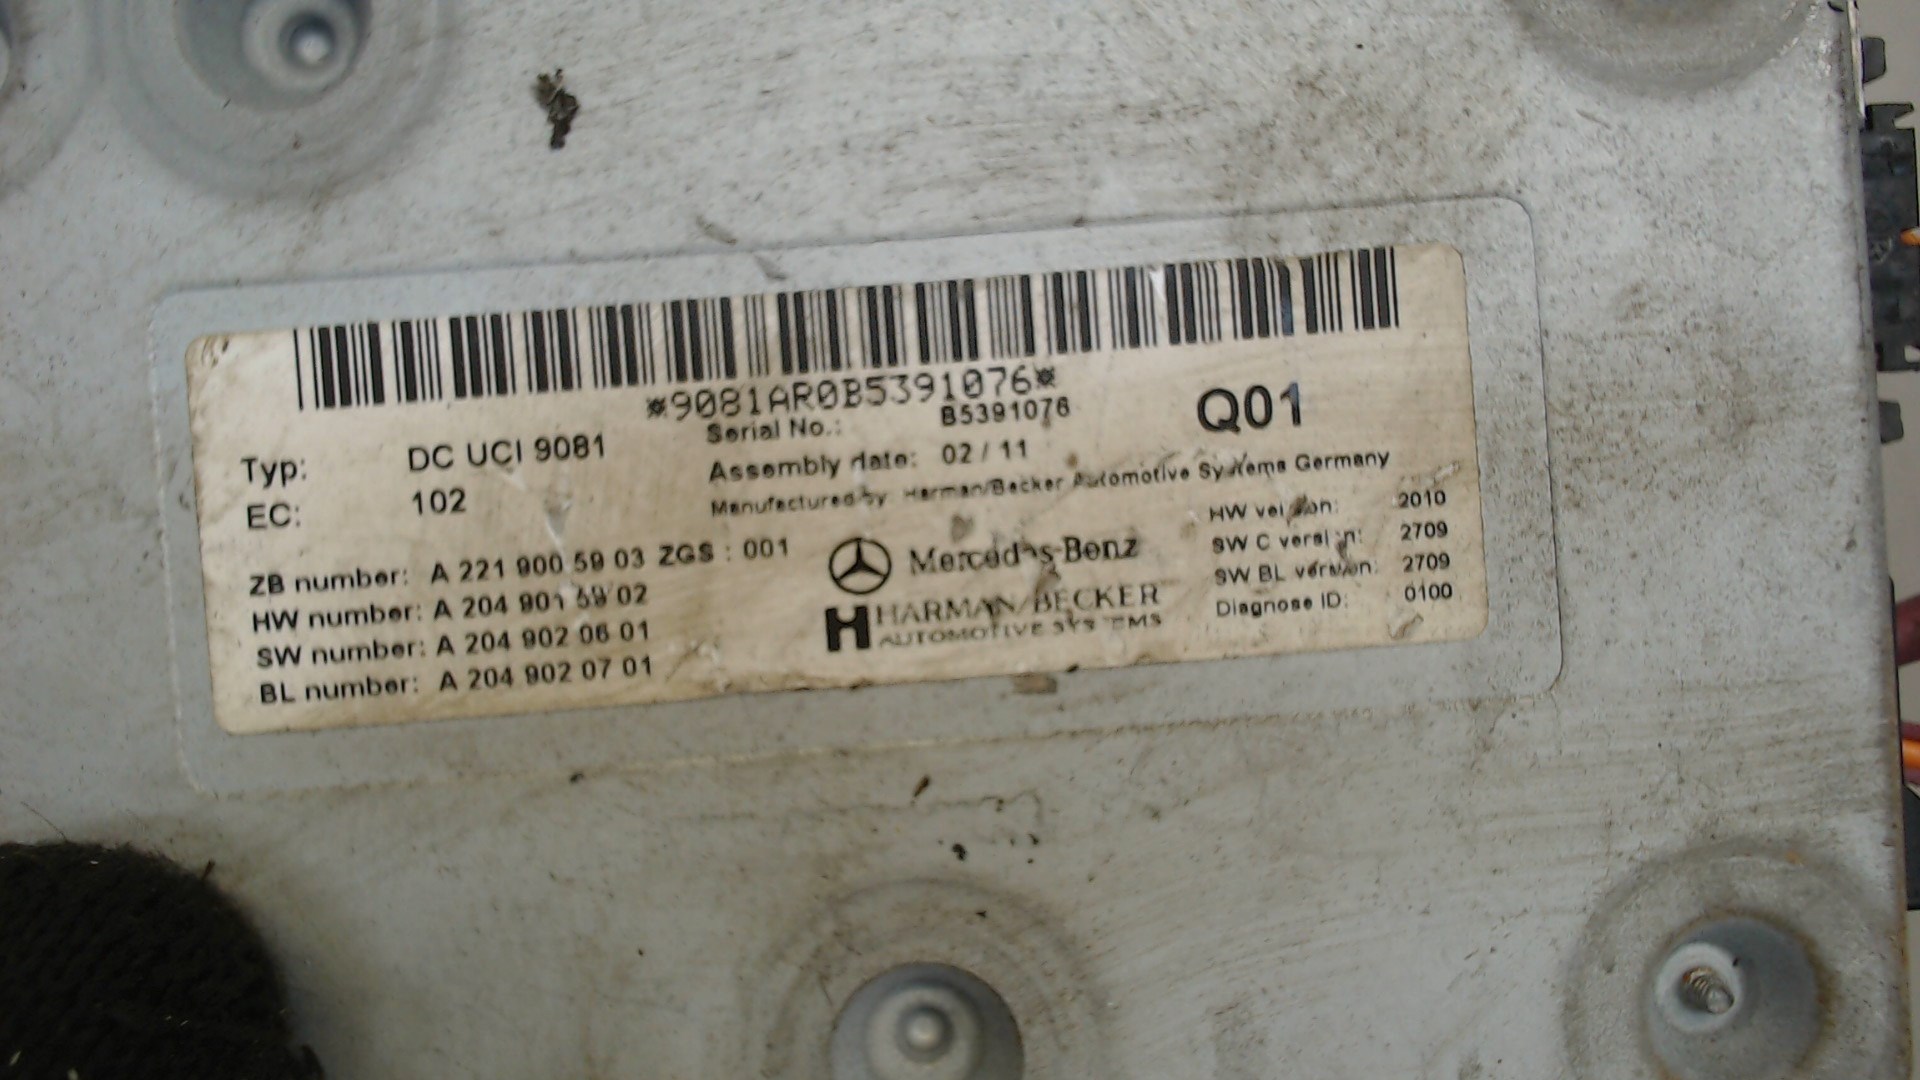 *9081AR0B5391076*
Typ: DC UCI 9081
EC: 102
Serial No.: B5391076
Assembly date: 02 / 11
Manufactured by Harman/Becker Automotive Systems Germany
Q01
ZB number: A 221 900 59 03 ZGS : 001
HW number: A 204 901 59 02
SW number: A 204 902 06 01
BL number: A 204 902 07 01
Mercedes-Benz
HARMAN/BECKER
AUTOMOTIVE SYSTEMS
HW version: 2010
SW C version: 2709
SW BL version: 2709
Diagnose ID: 0100